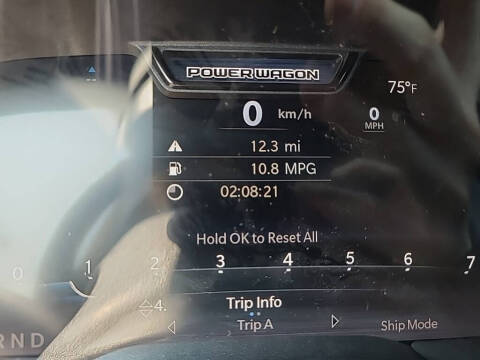 POWER WAGON
75°F
0 km/h
0 MPH
12.3 mi
10.8 MPG
02:08:21
Hold OK to Reset All
0 1 2 3 4 5 6 7
4. Trip Info
Trip A
RND Ship Mode